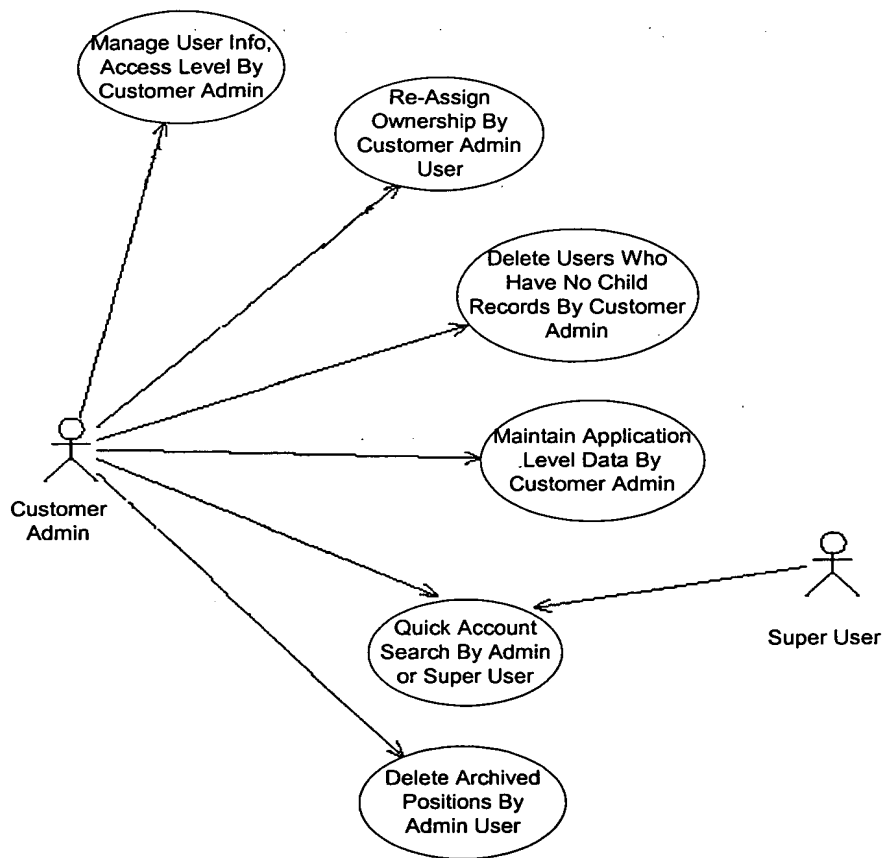 Manage User Info,
Access Level By
Customer Admin
Re-Assign
Ownership By
Customer Admin
User
Delete Users Who
Have No Child
Records By Customer
Admin
Maintain Application
Level Data By
Customer Admin
Customer
Admin
Quick Account
Search By Admin
or Super User
Super User
Delete Archived
Positions By
Admin User